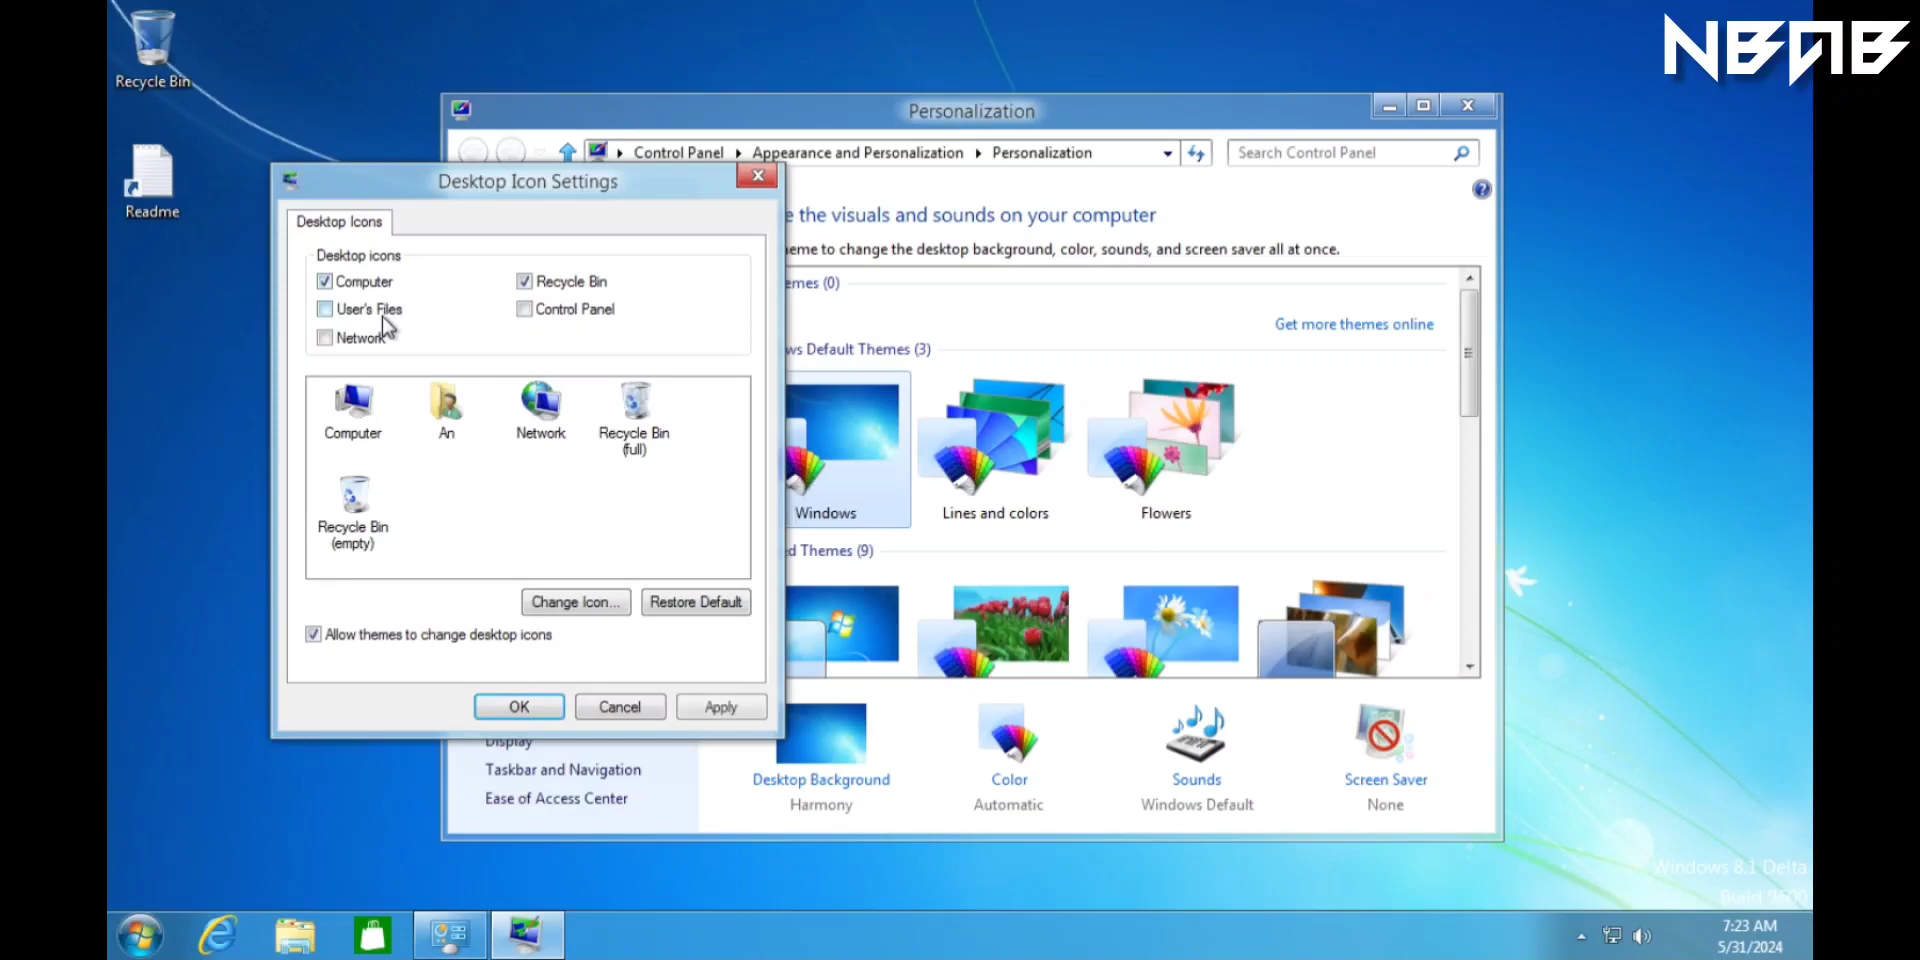 NBAB
Recycle Bin
Readme
Personalization
Control Panel
Appearance and Personalization
Personalization
Search Control Panel
e the visuals and sounds on your computer
eme to change the desktop background, color, sounds, and screen saver all at once.
emes (0)
Get more themes online
ws Default Themes (3)
Windows
Lines and colors
Flowers
ed Themes (9)
Desktop Icon Settings
Desktop Icons
Desktop icons
Computer
Recycle Bin
User's Files
Control Panel
Network
Computer
An
Network
Recycle Bin
(full)
Recycle Bin
(empty)
Change Icon...
Restore Default
Allow themes to change desktop icons
OK
Cancel
Apply
Display
Taskbar and Navigation
Ease of Access Center
Desktop Background
Harmony
Color
Automatic
Sounds
Windows Default
Screen Saver
None
Windows 8.1 Delta
Build 9600
7:23 AM
5/31/2024